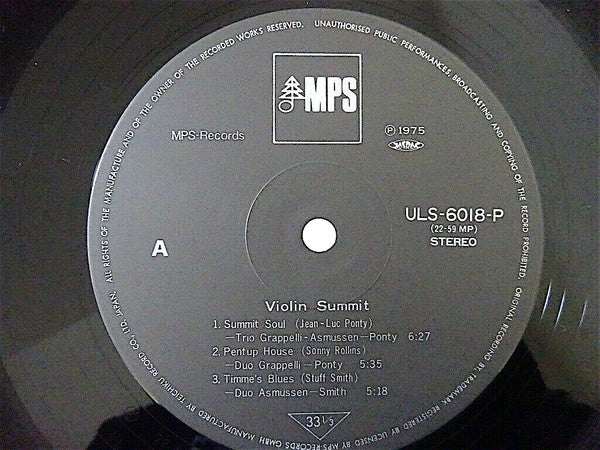 MPS
MPS-Records
Ⓟ 1975
ULS-6018-P
(22·59 MP)
STEREO
A
Violin Summit
1. Summit Soul (Jean-Luc Ponty)
—Trio Grappelli-Asmussen-Ponty 6:27
2. Pentup House (Sonny Rollins)
—Duo Grappelli—Ponty 5:35
3. Timme's Blues (Stuff Smith)
—Duo Asmussen—Smith 5:18
33 1/3
MANUFACTURED BY TEICHIKU RECORD CO., LTD. JAPAN. ALL RIGHTS OF THE MANUFACTURE AND OF THE OWNER OF THE RECORDED WORKS RESERVED. UNAUTHORISED PUBLIC PERFORMANCES, BROADCASTING AND COPYING OF THE RECORD PROHIBITED. ORIGINAL RECORDING BY: TRADEMARK REGISTERED BY/LICENSED BY MPS-RECORDS GMBH